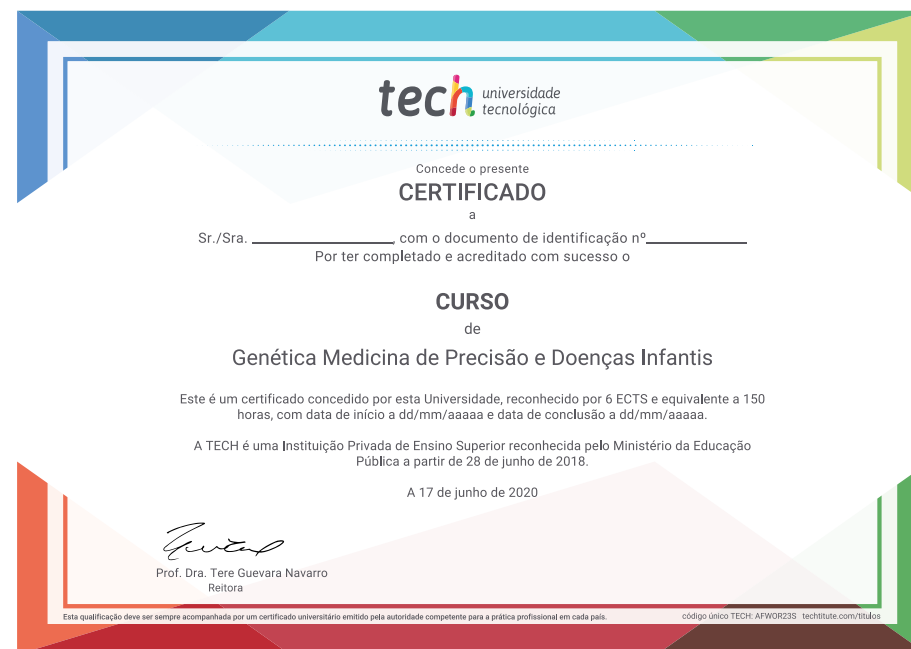 tech universidade
tecnológica
Concede o presente
CERTIFICADO
a
Sr./Sra. ____________________, com o documento de identificação nº______________
Por ter completado e acreditado com sucesso o
CURSO
de
Genética Medicina de Precisão e Doenças Infantis
Este é um certificado concedido por esta Universidade, reconhecido por 6 ECTS e equivalente a 150
horas, com data de início a dd/mm/aaaaa e data de conclusão a dd/mm/aaaaa.
A TECH é uma Instituição Privada de Ensino Superior reconhecida pelo Ministério da Educação
Pública a partir de 28 de junho de 2018.
A 17 de junho de 2020
Prof. Dra. Tere Guevara Navarro
Reitora
Esta qualificação deve ser sempre acompanhada por um certificado universitário emitido pela autoridade competente para a prática profissional em cada país. código único TECH: AFWOR23S techtitute.com/titulos